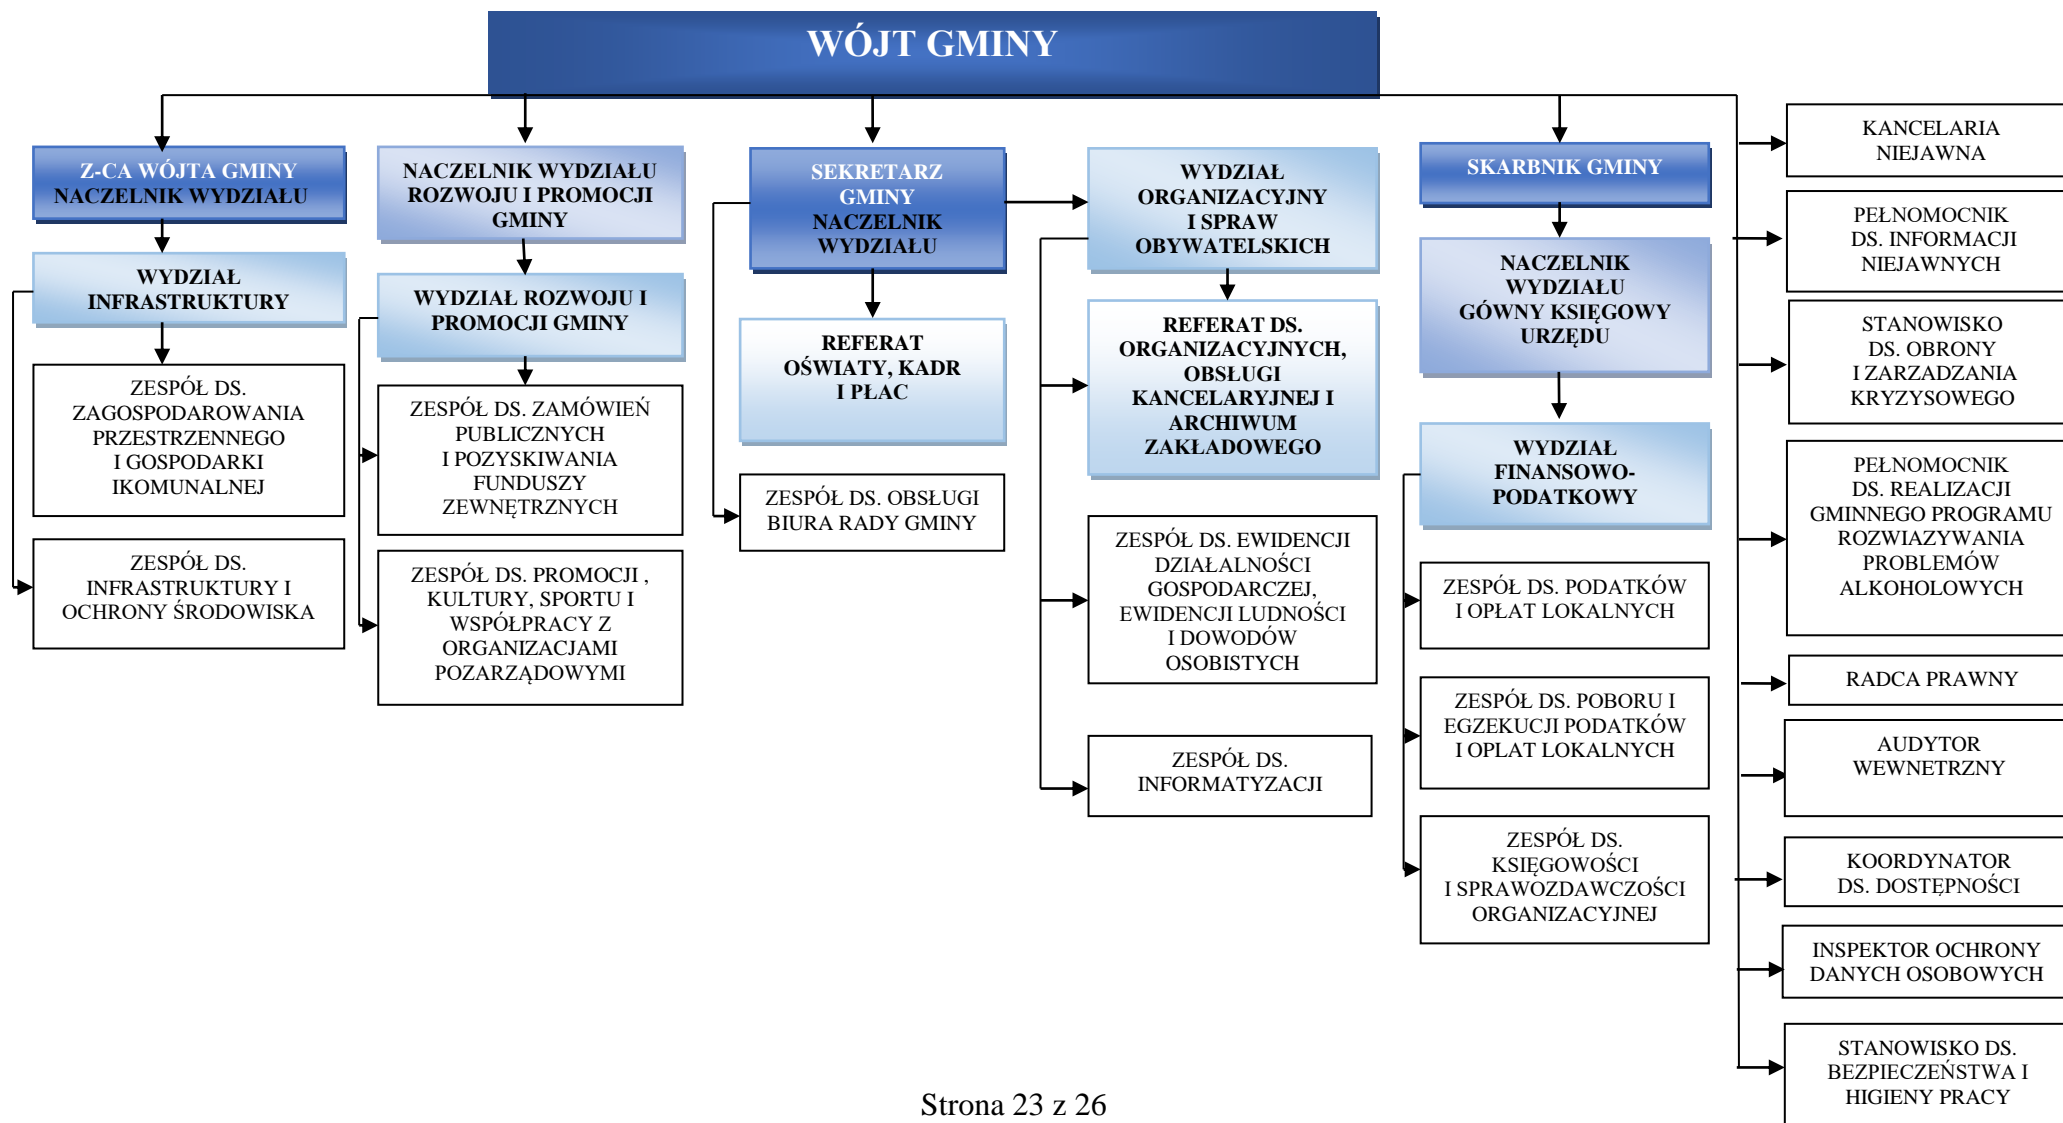 WÓJT GMINY
Z-CA WÓJTA GMINY
NACZELNIK WYDZIAŁU
WYDZIAŁ
INFRASTRUKTURY
ZESPÓŁ DS.
ZAGOSPODAROWANIA
PRZESTRZENNEGO
I GOSPODARKI
IKOMUNALNEJ
ZESPÓŁ DS.
INFRASTRUKTURY I
OCHRONY ŚRODOWISKA
NACZELNIK WYDZIAŁU
ROZWOJU I PROMOCJI
GMINY
WYDZIAŁ ROZWOJU I
PROMOCJI GMINY
ZESPÓŁ DS. ZAMÓWIEŃ
PUBLICZNYCH
I POZYSKIWANIA
FUNDUSZY
ZEWNĘTRZNYCH
ZESPÓŁ DS. PROMOCJI ,
KULTURY, SPORTU I
WSPÓŁPRACY Z
ORGANIZACJAMI
POZARZĄDOWYMI
SEKRETARZ
GMINY
NACZELNIK
WYDZIAŁU
REFERAT
OŚWIATY, KADR
I PŁAC
ZESPÓŁ DS. OBSŁUGI
BIURA RADY GMINY
WYDZIAŁ
ORGANIZACYJNY
I SPRAW
OBYWATELSKICH
REFERAT DS.
ORGANIZACYJNYCH,
OBSŁUGI
KANCELARYJNEJ I
ARCHIWUM
ZAKŁADOWEGO
ZESPÓŁ DS. EWIDENCJI
DZIAŁALNOŚCI
GOSPODARCZEJ,
EWIDENCJI LUDNOŚCI
I DOWODÓW
OSOBISTYCH
ZESPÓŁ DS.
INFORMATYZACJI
SKARBNIK GMINY
NACZELNIK
WYDZIAŁU
GÓWNY KSIĘGOWY
URZĘDU
WYDZIAŁ
FINANSOWO-
PODATKOWY
ZESPÓŁ DS. PODATKÓW
I OPŁAT LOKALNYCH
ZESPÓŁ DS. POBORU I
EGZEKUCJI PODATKÓW
I OPLAT LOKALNYCH
ZESPÓŁ DS.
KSIĘGOWOŚCI
I SPRAWOZDAWCZOŚCI
ORGANIZACYJNEJ
KANCELARIA
NIEJAWNA
PEŁNOMOCNIK
DS. INFORMACJI
NIEJAWNYCH
STANOWISKO
DS. OBRONY
I ZARZADZANIA
KRYZYSOWEGO
PEŁNOMOCNIK
DS. REALIZACJI
GMINNEGO PROGRAMU
ROZWIAZYWANIA
PROBLEMÓW
ALKOHOLOWYCH
RADCA PRAWNY
AUDYTOR
WEWNETRZNY
KOORDYNATOR
DS. DOSTĘPNOŚCI
INSPEKTOR OCHRONY
DANYCH OSOBOWYCH
STANOWISKO DS.
BEZPIECZEŃSTWA I
HIGIENY PRACY
Strona 23 z 26